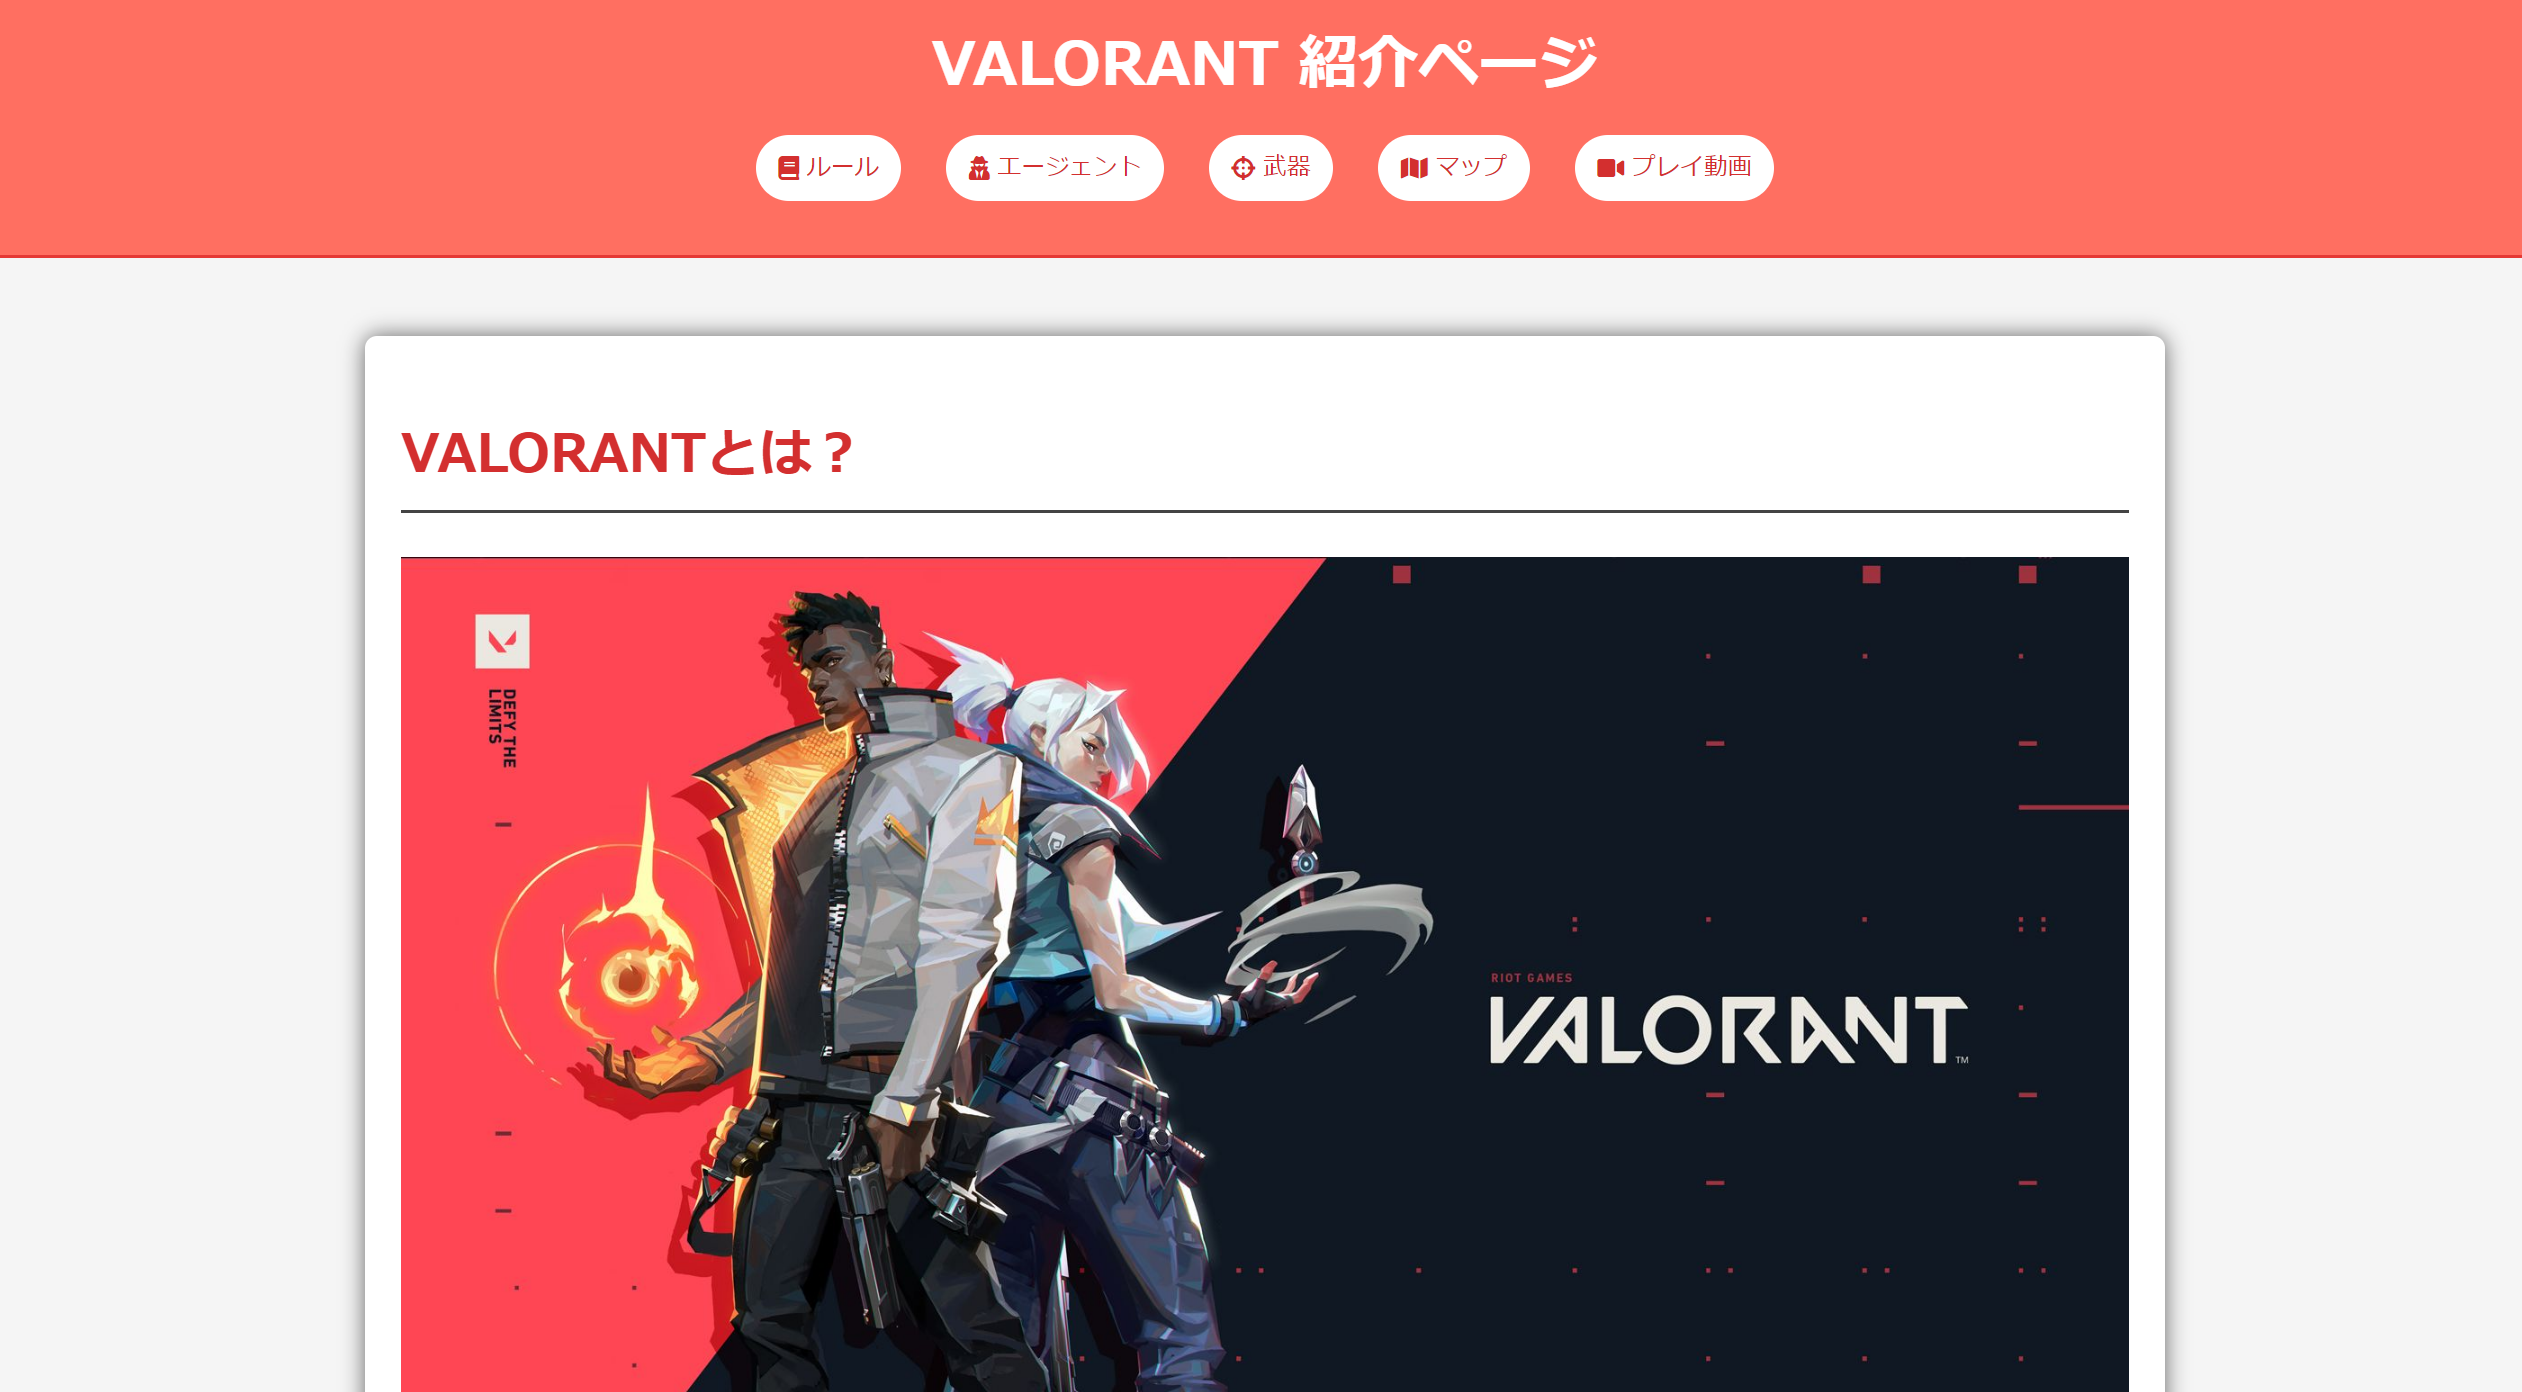 VALORANT 紹介ページ
ルール
エージェント
武器
マップ
プレイ動画
VALORANTとは？
DEFY THE
LIMITS
RIOT GAMES
VALORANT™